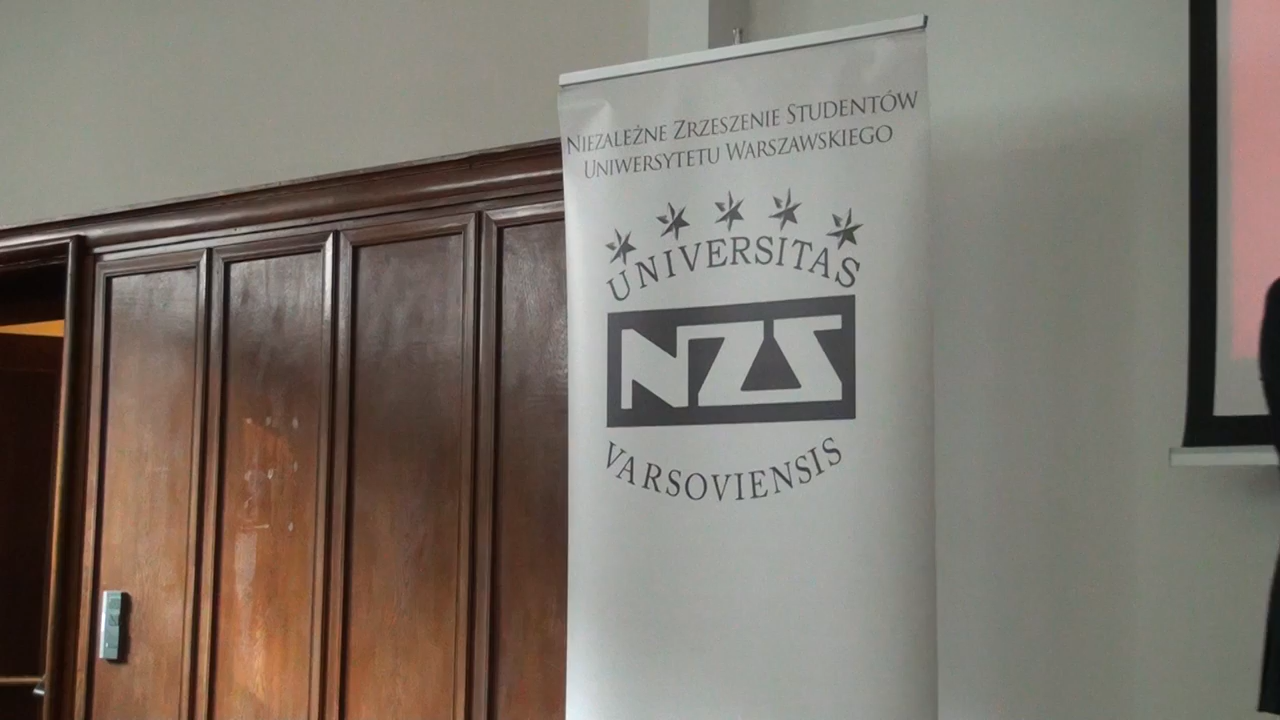 NIEZALEŻNE ZRZESZENIE STUDENTÓW
UNIWERSYTETU WARSZAWSKIEGO
UNIVERSITAS
NZS
VARSOVIENSIS